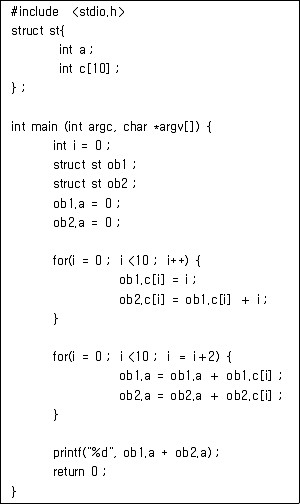 #include <stdio.h>
struct st{
int a ;
int c[10] ;
} ;
int main (int argc, char *argv[]) {
int i = 0 ;
struct st ob1 ;
struct st ob2 ;
ob1.a = 0 ;
ob2.a = 0 ;
for(i = 0 ; i <10 ; i++) {
ob1.c[i] = i ;
ob2.c[i] = ob1.c[i] + i ;
}
for(i = 0 ; i <10 ; i = i+2) {
ob1.a = ob1.a + ob1.c[i] ;
ob2.a = ob2.a + ob2.c[i] ;
}
printf("%d", ob1.a + ob2.a) ;
return 0 ;
}